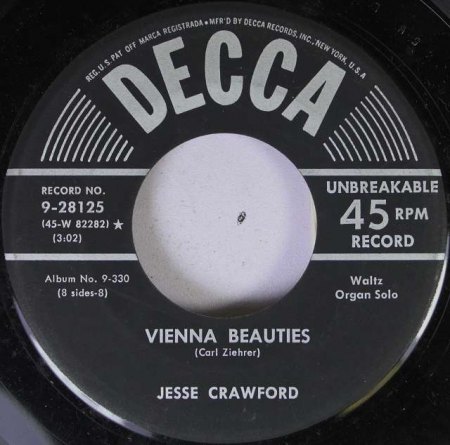 REG. U.S. PAT. OFF. MARCA REGISTRADA • MF'R'D BY DECCA RECORDS, INC., NEW YORK, U.S.A.
DECCA
RECORD NO.
9-28125
(45-W 82282) ★
(3:02)
UNBREAKABLE
45 RPM
RECORD
Album No. 9-330
(8 sides-8)
Waltz
Organ Solo
VIENNA BEAUTIES
(Carl Ziehrer)
JESSE CRAWFORD